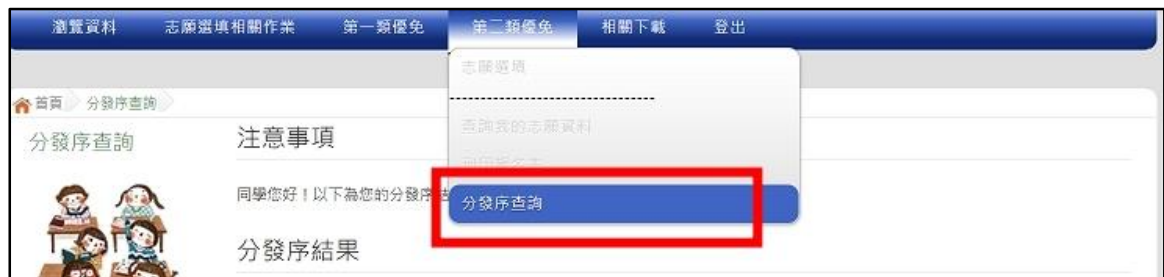 瀏覽資料 志願選填相關作業 第一類優免 第二類優免 相關下載 登出
志願選填
首頁 分發序查詢
查詢我的志願資料
分發序查詢 注意事項
同學您好！以下為您的分發序結
分發序查詢
分發序結果